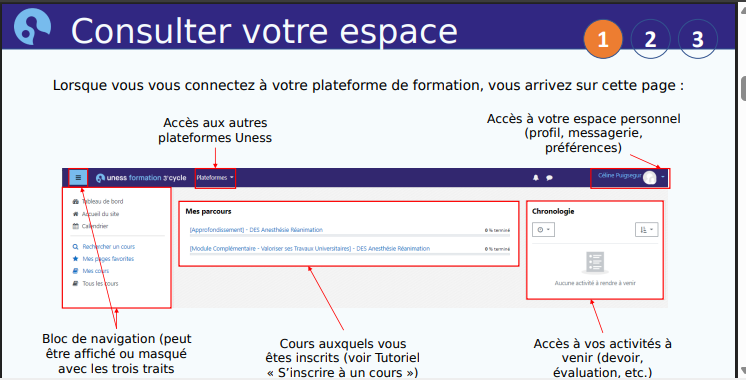 Consulter votre espace
1 2 3
Lorsque vous vous connectez à votre plateforme de formation, vous arrivez sur cette page :
Accès aux autres
plateformes Uness
Accès à votre espace personnel
(profil, messagerie,
préférences)
uness formation 3e cycle
Plateformes
Céline Puignegur
Tableau de bord
Accueil du site
Calendrier
Rechercher un cours
Mes pages favorites
Mes cours
Tous les cours
Mes parcours
[Approfondissement] - DES Anesthésie Réanimation
0 % terminé
[Module Complémentaire - Valoriser ses Travaux Universitaires] - DES Anesthésie Réanimation
0 % terminé
Chronologie
Aucune activité à rendre à venir
Bloc de navigation (peut
être affiché ou masqué
avec les trois traits
Cours auxquels vous
êtes inscrits (voir Tutoriel
« S’inscrire à un cours »)
Accès à vos activités à
venir (devoir,
évaluation, etc.)